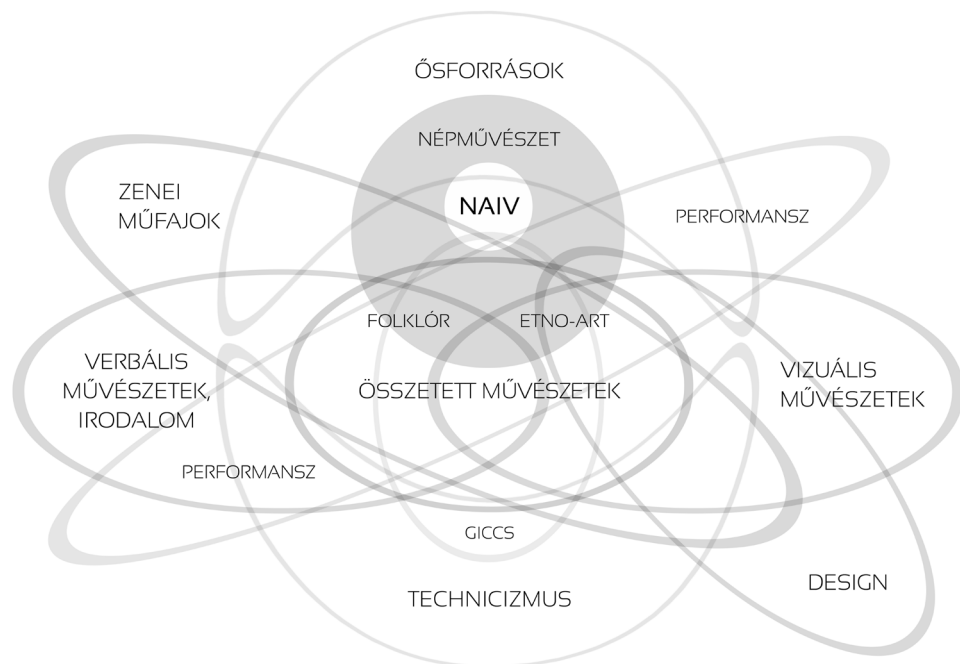 ŐSFORRÁSOK
NÉPMŰVÉSZET
NAIV
ZENEI
MŰFAJOK
PERFORMANSZ
FOLKLÓR
ETNO-ART
VERBÁLIS
MŰVÉSZETEK,
IRODALOM
ÖSSZETETT MŰVÉSZETEK
VIZUÁLIS
MŰVÉSZETEK
PERFORMANSZ
GICCS
DESIGN
TECHNICIZMUS